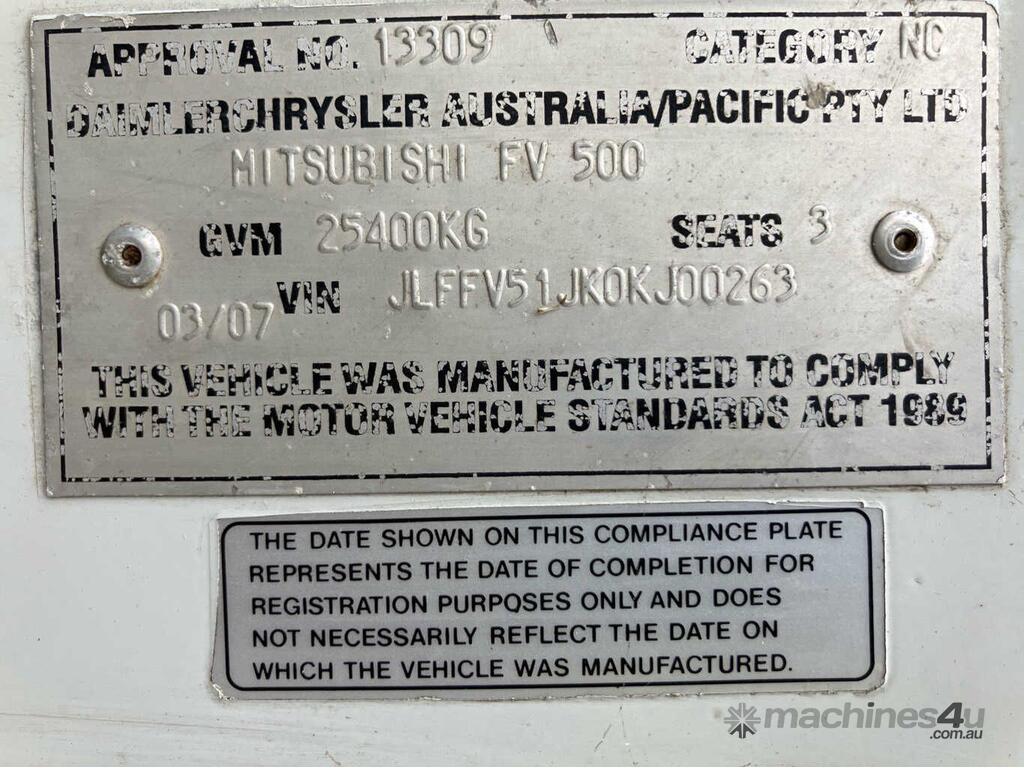 APPROVAL NO. 13309 CATEGORY NC
DAIMLERCHRYSLER AUSTRALIA/PACIFIC PTY LTD
MITSUBISHI FV 500
GVM 25400KG SEATS 3
03/07 VIN JLFFV51JK0KJ00263
THIS VEHICLE WAS MANUFACTURED TO COMPLY
WITH THE MOTOR VEHICLE STANDARDS ACT 1989
THE DATE SHOWN ON THIS COMPLIANCE PLATE
REPRESENTS THE DATE OF COMPLETION FOR
REGISTRATION PURPOSES ONLY AND DOES
NOT NECESSARILY REFLECT THE DATE ON
WHICH THE VEHICLE WAS MANUFACTURED.
machines4u
.com.au